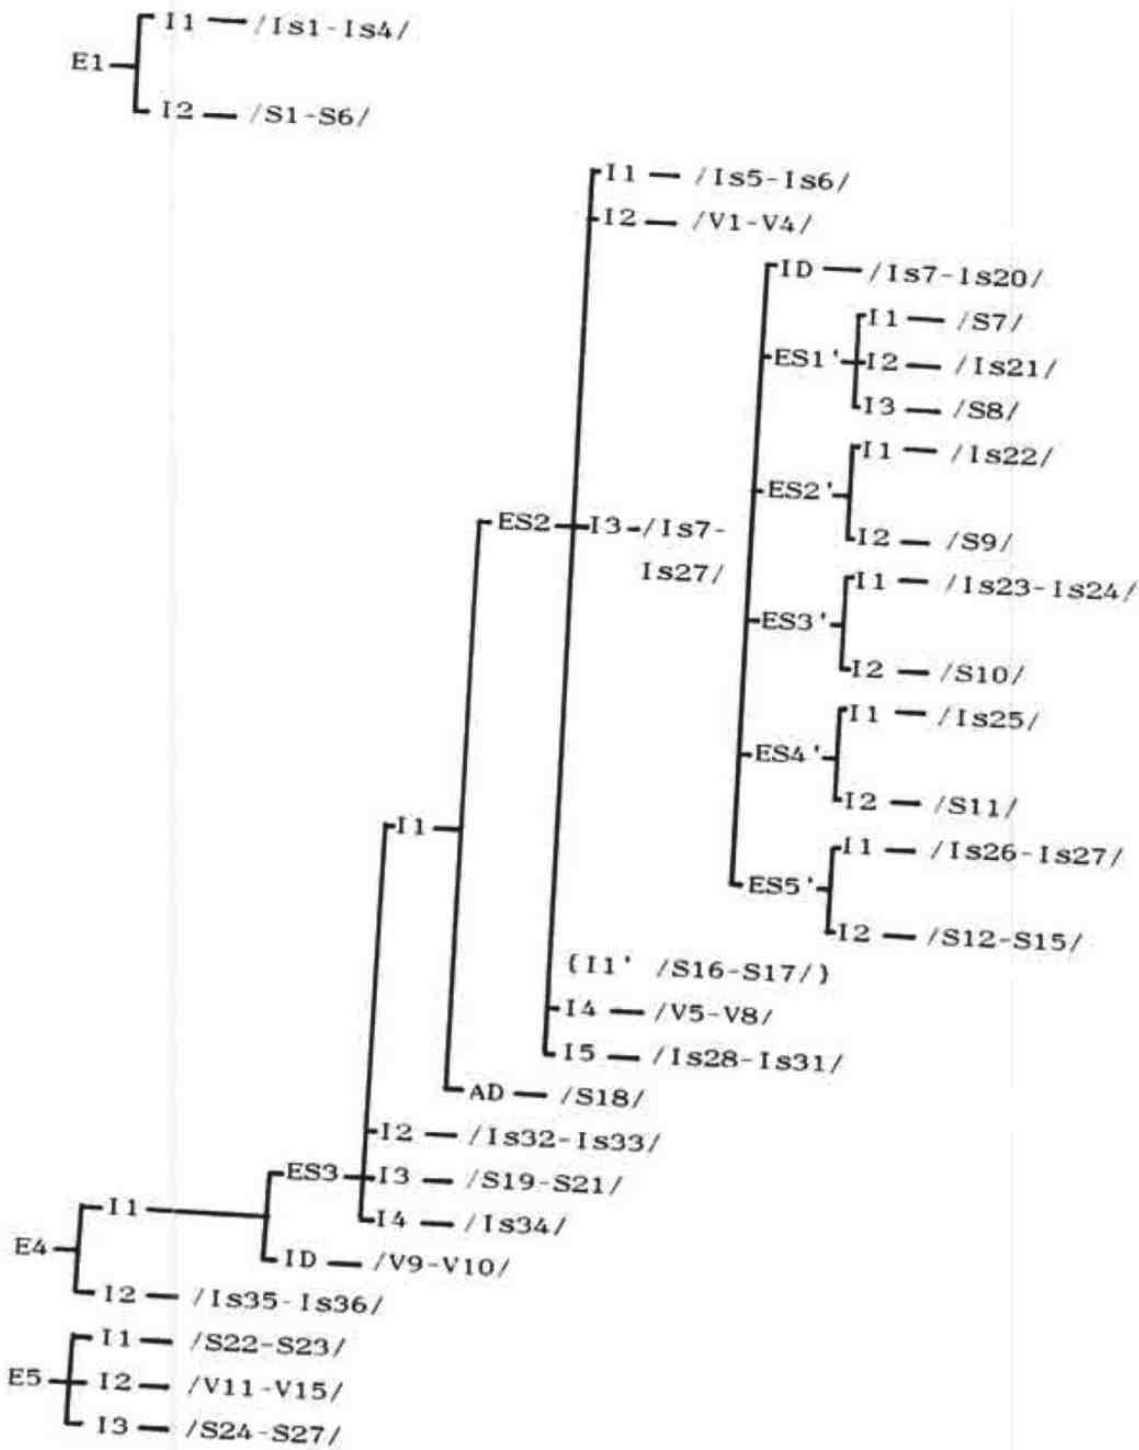 I1 — /Is1-Is4/
E1
I2 — /S1-S6/
I1 — /Is5-Is6/
I2 — /V1-V4/
ID — /Is7-Is20/
I1 — /S7/
ES1' I2 — /Is21/
I3 — /S8/
I1 — /Is22/
ES2'
I2 — /S9/
ES2 I3 -/Is7-
Is27/
I1 — /Is23-Is24/
ES3'
I2 — /S10/
I1 — /Is25/
ES4'
I2 — /S11/
I1
I1 — /Is26-Is27/
ES5'
I2 — /S12-S15/
(I1' /S16-S17/)
I4 — /V5-V8/
I5 — /Is28-Is31/
AD — /S18/
I2 — /Is32-Is33/
ES3 I3 — /S19-S21/
I4 — /Is34/
I1
E4
ID — /V9-V10/
I2 — /Is35-Is36/
I1 — /S22-S23/
E5 I2 — /V11-V15/
I3 — /S24-S27/